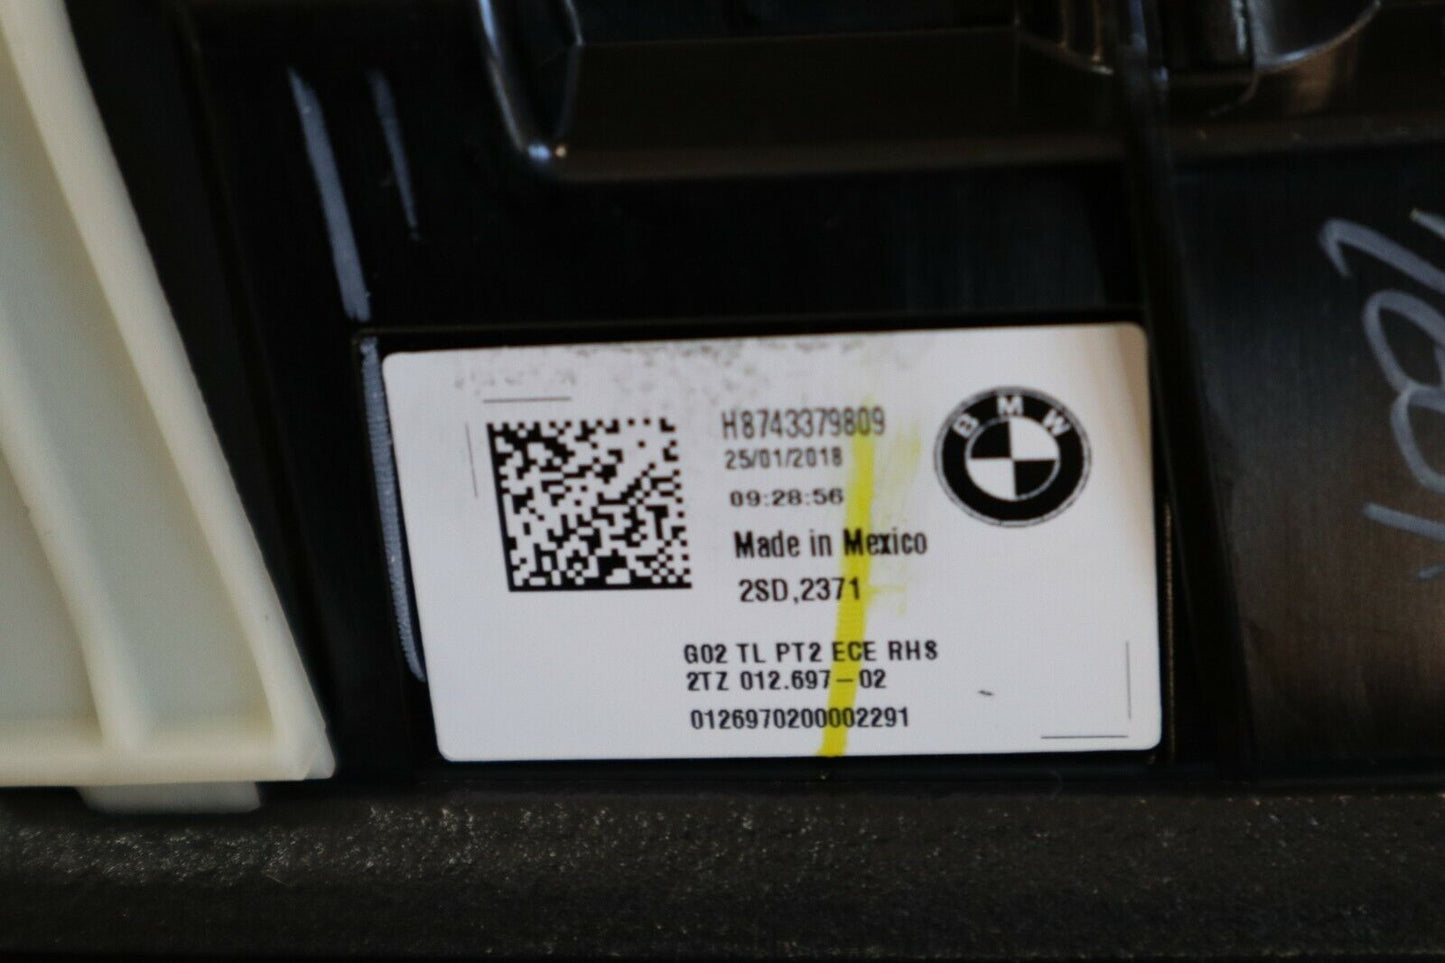 H8743379809
25/01/2018
09:28:56
Made in Mexico
2SD,2371
G02 TL PT2 ECE RHS
2TZ 012.697-02
0126970200002291
BMW